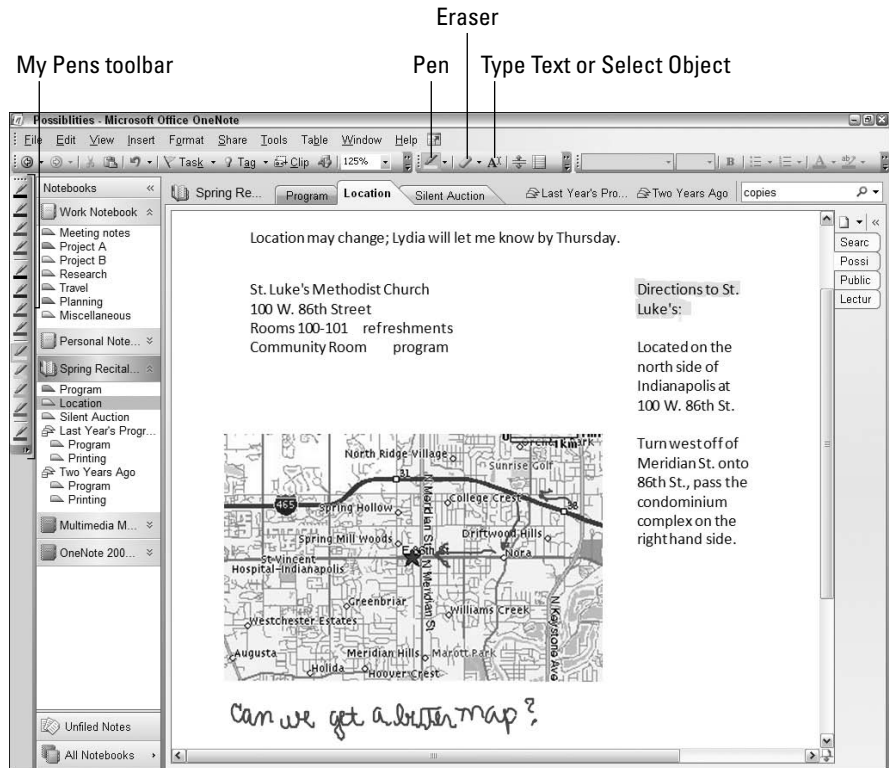 Eraser
My Pens toolbar Pen Type Text or Select Object
Possiblities - Microsoft Office OneNote
File Edit View Insert Format Share Tools Table Window Help
Task Tag Clip 125% B A aby
Notebooks Spring Re... Program Location Silent Auction Last Year's Pro... Two Years Ago copies
Work Notebook
Meeting notes
Project A
Project B
Research
Travel
Planning
Miscellaneous
Personal Note...
Spring Recital...
Program
Location
Silent Auction
Last Year's Progr...
Program
Printing
Two Years Ago
Program
Printing
Multimedia M...
OneNote 200...
Unfiled Notes
All Notebooks
Location may change; Lydia will let me know by Thursday.
St. Luke's Methodist Church
100 W. 86th Street
Rooms 100-101 refreshments
Community Room program
Directions to St.
Luke's:
Located on the
north side of
Indianapolis at
100 W. 86th St.
Turn west off of
Meridian St. onto
86th St., pass the
condominium
complex on the
right hand side.
North Ridge Village
Sunrise Golf
31
465
Spring Hollow
College Crest
38
Spring Mill Woods
Driftwood Hills
E 86th St
Nora
St Vincent
Hospital-Indianapolis
N Meridian St
N Meridian St
Greenbriar
Williams Creek
Westchester Estates
N Keystone Ave
Augusta
Meridian Hills
Marott Park
Holida
Hoover Crest
Can we get a better map?
Searc
Possi
Public
Lectur